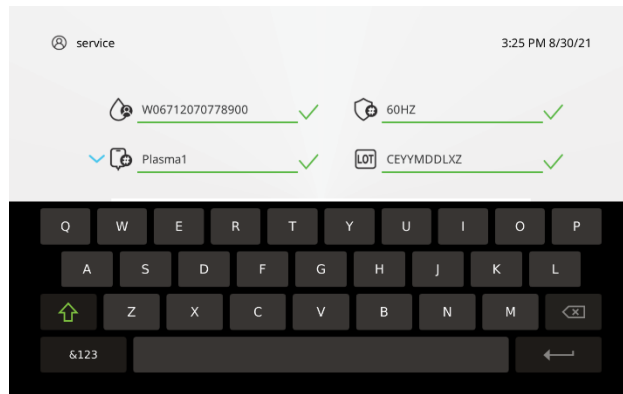 service
3:25 PM 8/30/21
W06712070778900
60HZ
Plasma1
LOT
CEYYMDDLXZ
Q W E R T Y U I O P
A S D F G H J K L
Z X C V B N M
&123